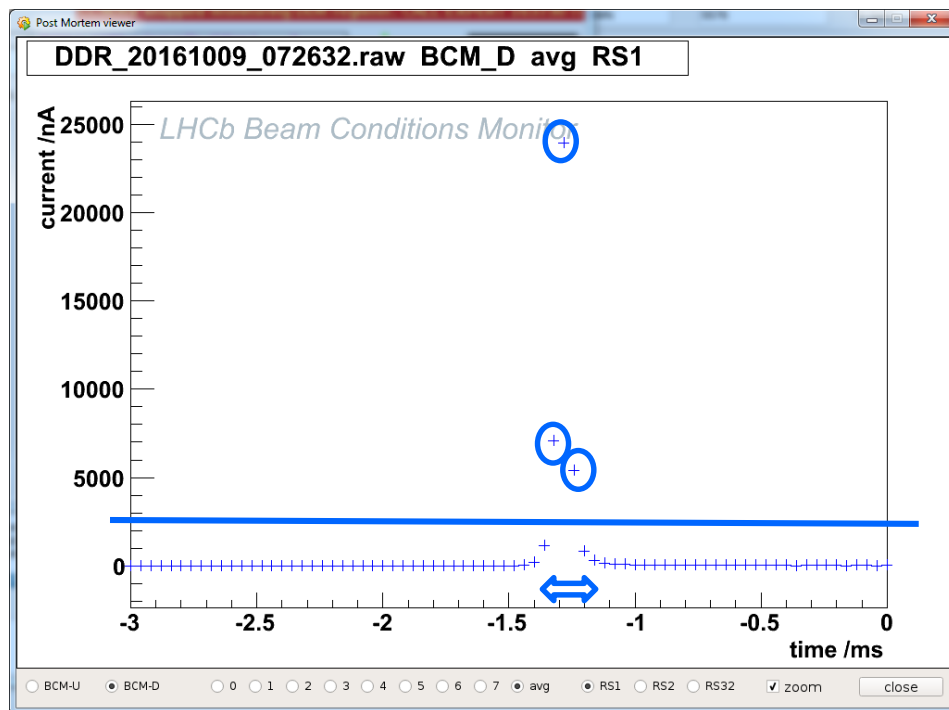 Post Mortem viewer
DDR_20161009_072632.raw BCM_D avg RS1
LHCb Beam Conditions Monitor
current /nA
25000
20000
15000
10000
5000
0
-3 -2.5 -2 -1.5 -1 -0.5 0
time /ms
BCM-U BCM-D 0 1 2 3 4 5 6 7 avg RS1 RS2 RS32 zoom close